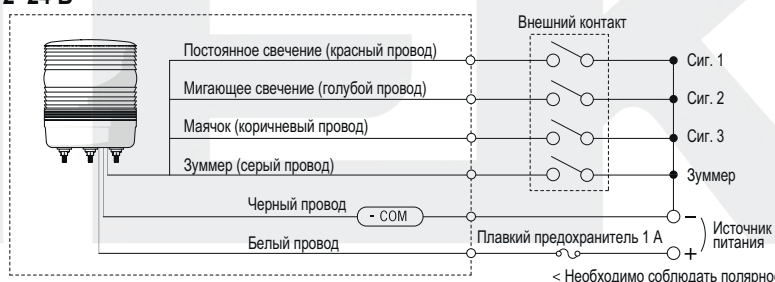 2~24 В
Внешний контакт
Постоянное свечение (красный провод)
Сиг. 1
Мигающее свечение (голубой провод)
Сиг. 2
Маячок (коричневый провод)
Сиг. 3
Зуммер (серый провод)
Зуммер
Черный провод
- COM
−
Белый провод
Плавкий предохранитель 1 А
+
Источник
питания
< Необходимо соблюдать